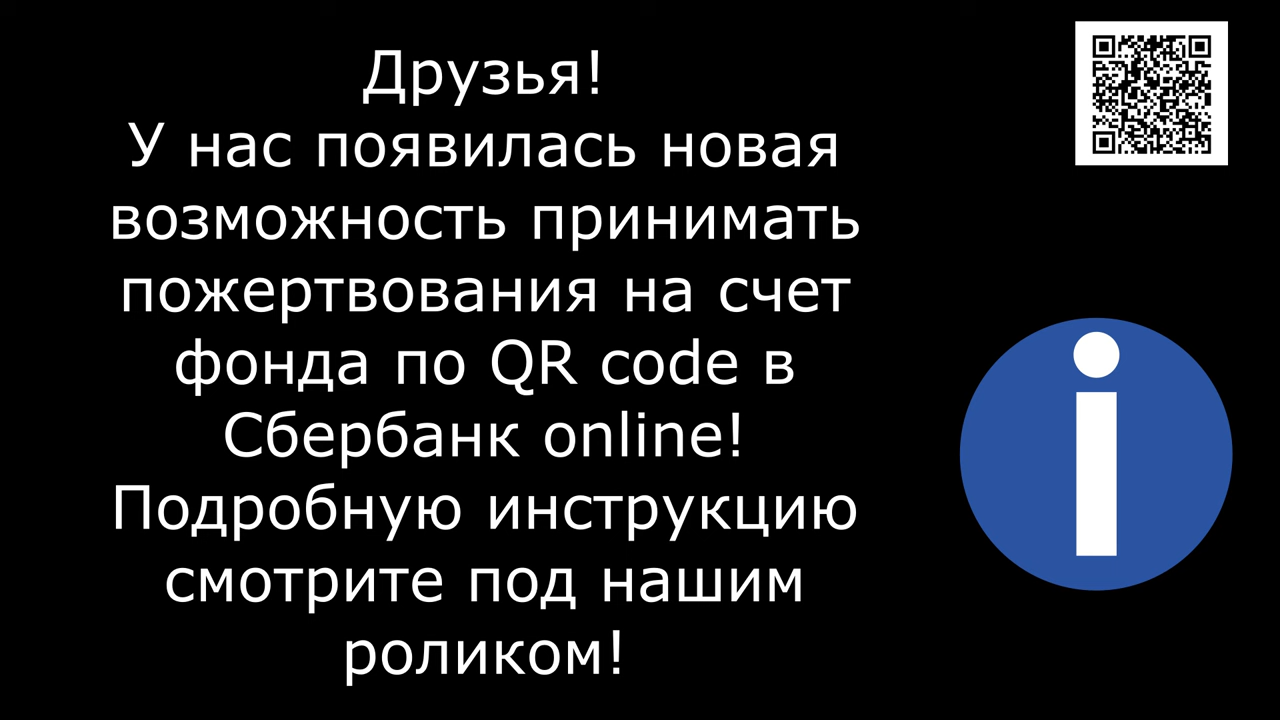 Друзья!
У нас появилась новая
возможность принимать
пожертвования на счет
фонда по QR code в
Сбербанк online!
Подробную инструкцию
смотрите под нашим
роликом!
i